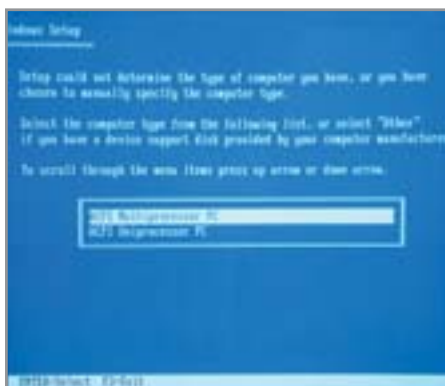 ndows Setup
Setup could not determine the type of computer you have, or you have
chosen to manually specify the computer type.
Select the computer type from the following list, or select "Other"
if you have a device support disk provided by your computer manufacturer
To scroll through the menu items press up arrow or down arrow.
ACPI Multiprocessor PC
ACPI Uniprocessor PC
ENTER=Select F3=Exit